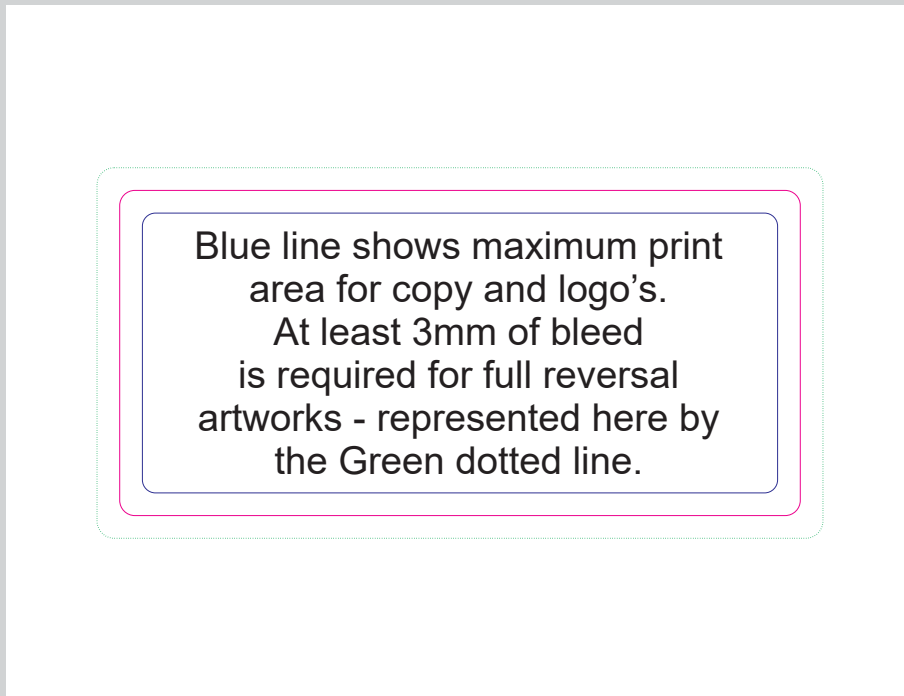 Blue line shows maximum print
area for copy and logo’s.
At least 3mm of bleed
is required for full reversal
artworks - represented here by
the Green dotted line.